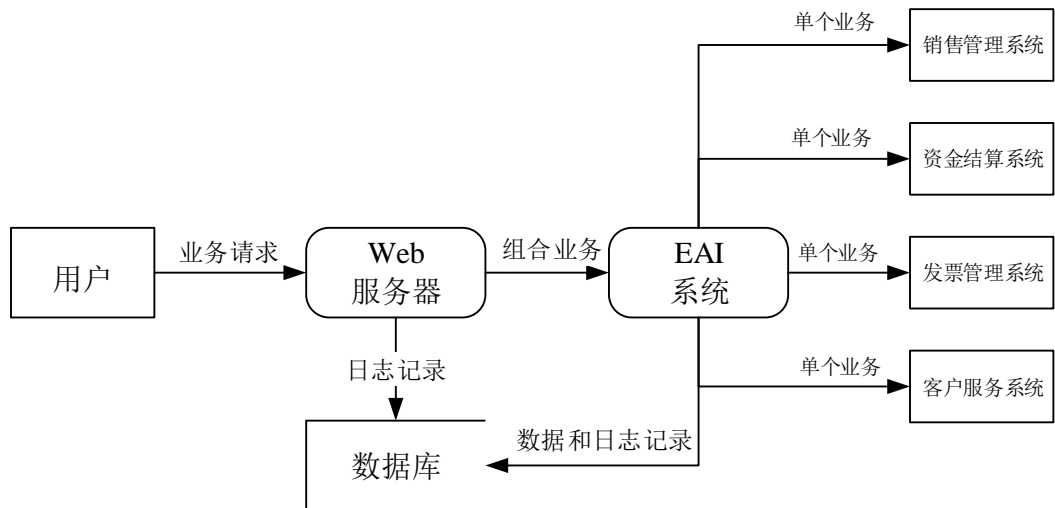 单个业务
销售管理系统
单个业务
资金结算系统
用户
业务请求
Web
服务器
组合业务
EAI
系统
单个业务
发票管理系统
日志记录
单个业务
客户服务系统
数据库
数据和日志记录